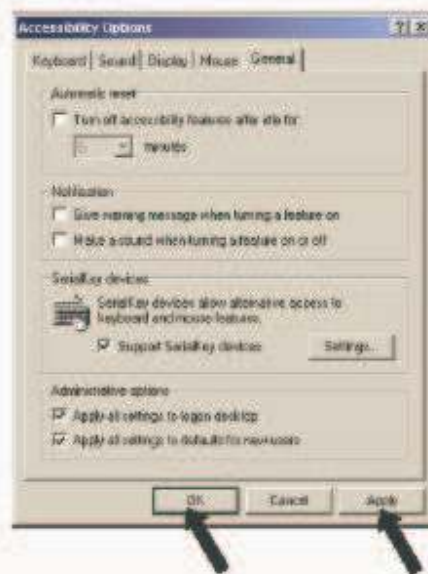 Accessibility Options
Keyboard Sound Display Mouse General
Automatic reset
Turn off accessibility features after idle for
5 minutes
Notification
Give warning message when turning a feature on
Make a sound when turning a feature on or off
SerialKey devices
SerialKey devices allow alternative access to
keyboard and mouse features.
Support SerialKey devices Settings...
Administrative options
Apply all settings to logon desktop
Apply all settings to defaults for new users
OK Cancel Apply